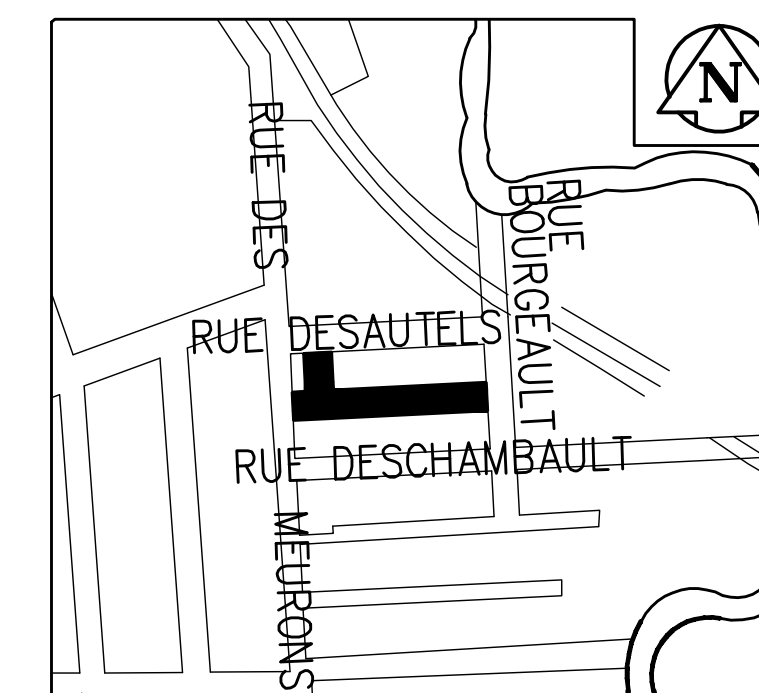 N
RUE DES
MEURONS
RUE
BOURGEAULT
RUE DESAUTELS
RUE DESCHAMBAULT